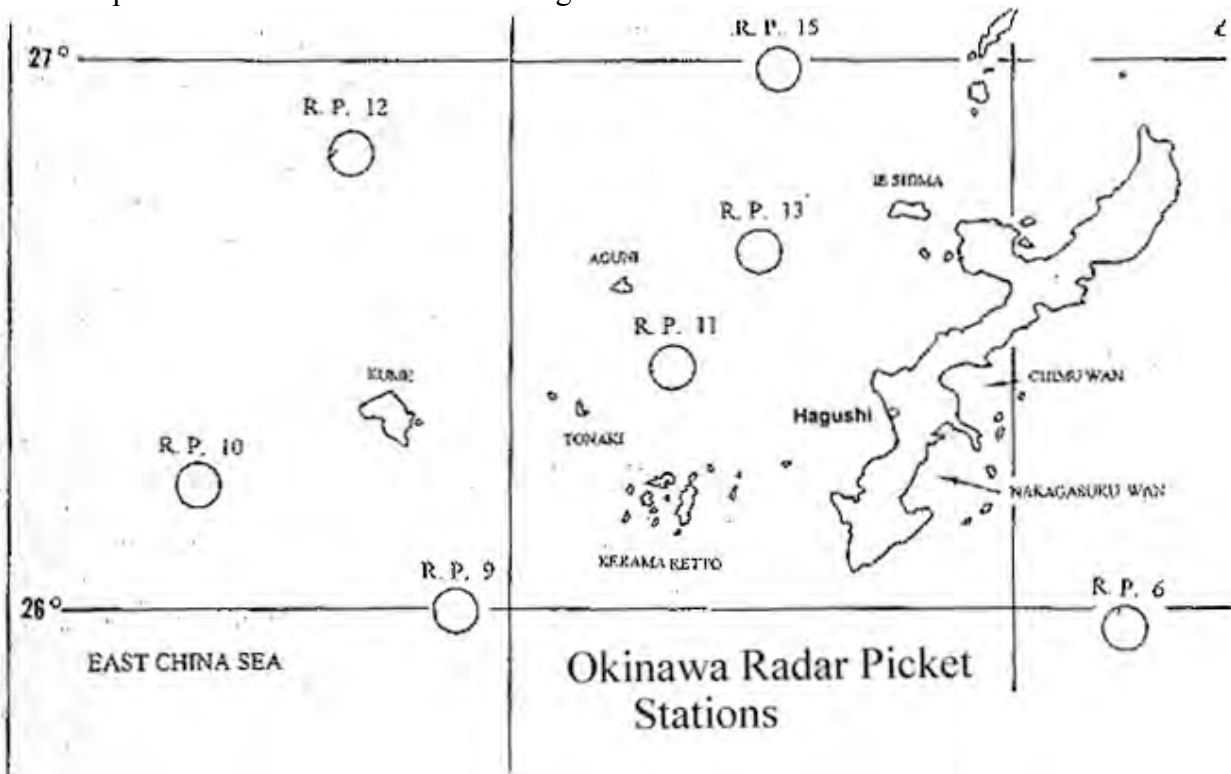 R. P. 15
27°
R. P. 12
IE SHIMA
R. P. 13
AGUNI
R. P. 11
KUME
CHIMU WAN
Hagushi
TONAKI
R. P. 10
NAKAGASUKU WAN
KERAMA RETTO
R. P. 9
R. P. 6
26°
EAST CHINA SEA
Okinawa Radar Picket
Stations